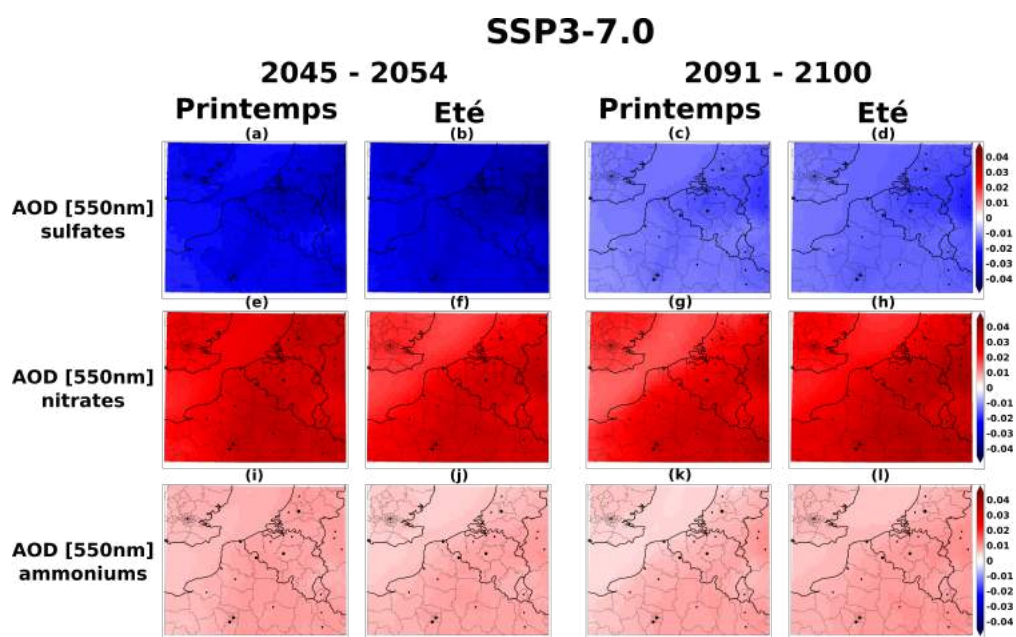 SSP3-7.0
2045 - 2054 2091 - 2100
Printemps Eté Printemps Eté
(a) (b) (c) (d)
AOD [550nm]
sulfates
0.04
0.03
0.02
0.01
0
-0.01
-0.02
-0.03
-0.04
(e) (f) (g) (h)
AOD [550nm]
nitrates
0.04
0.03
0.02
0.01
0
-0.01
-0.02
-0.03
-0.04
(i) (j) (k) (l)
AOD [550nm]
ammoniums
0.04
0.03
0.02
0.01
0
-0.01
-0.02
-0.03
-0.04